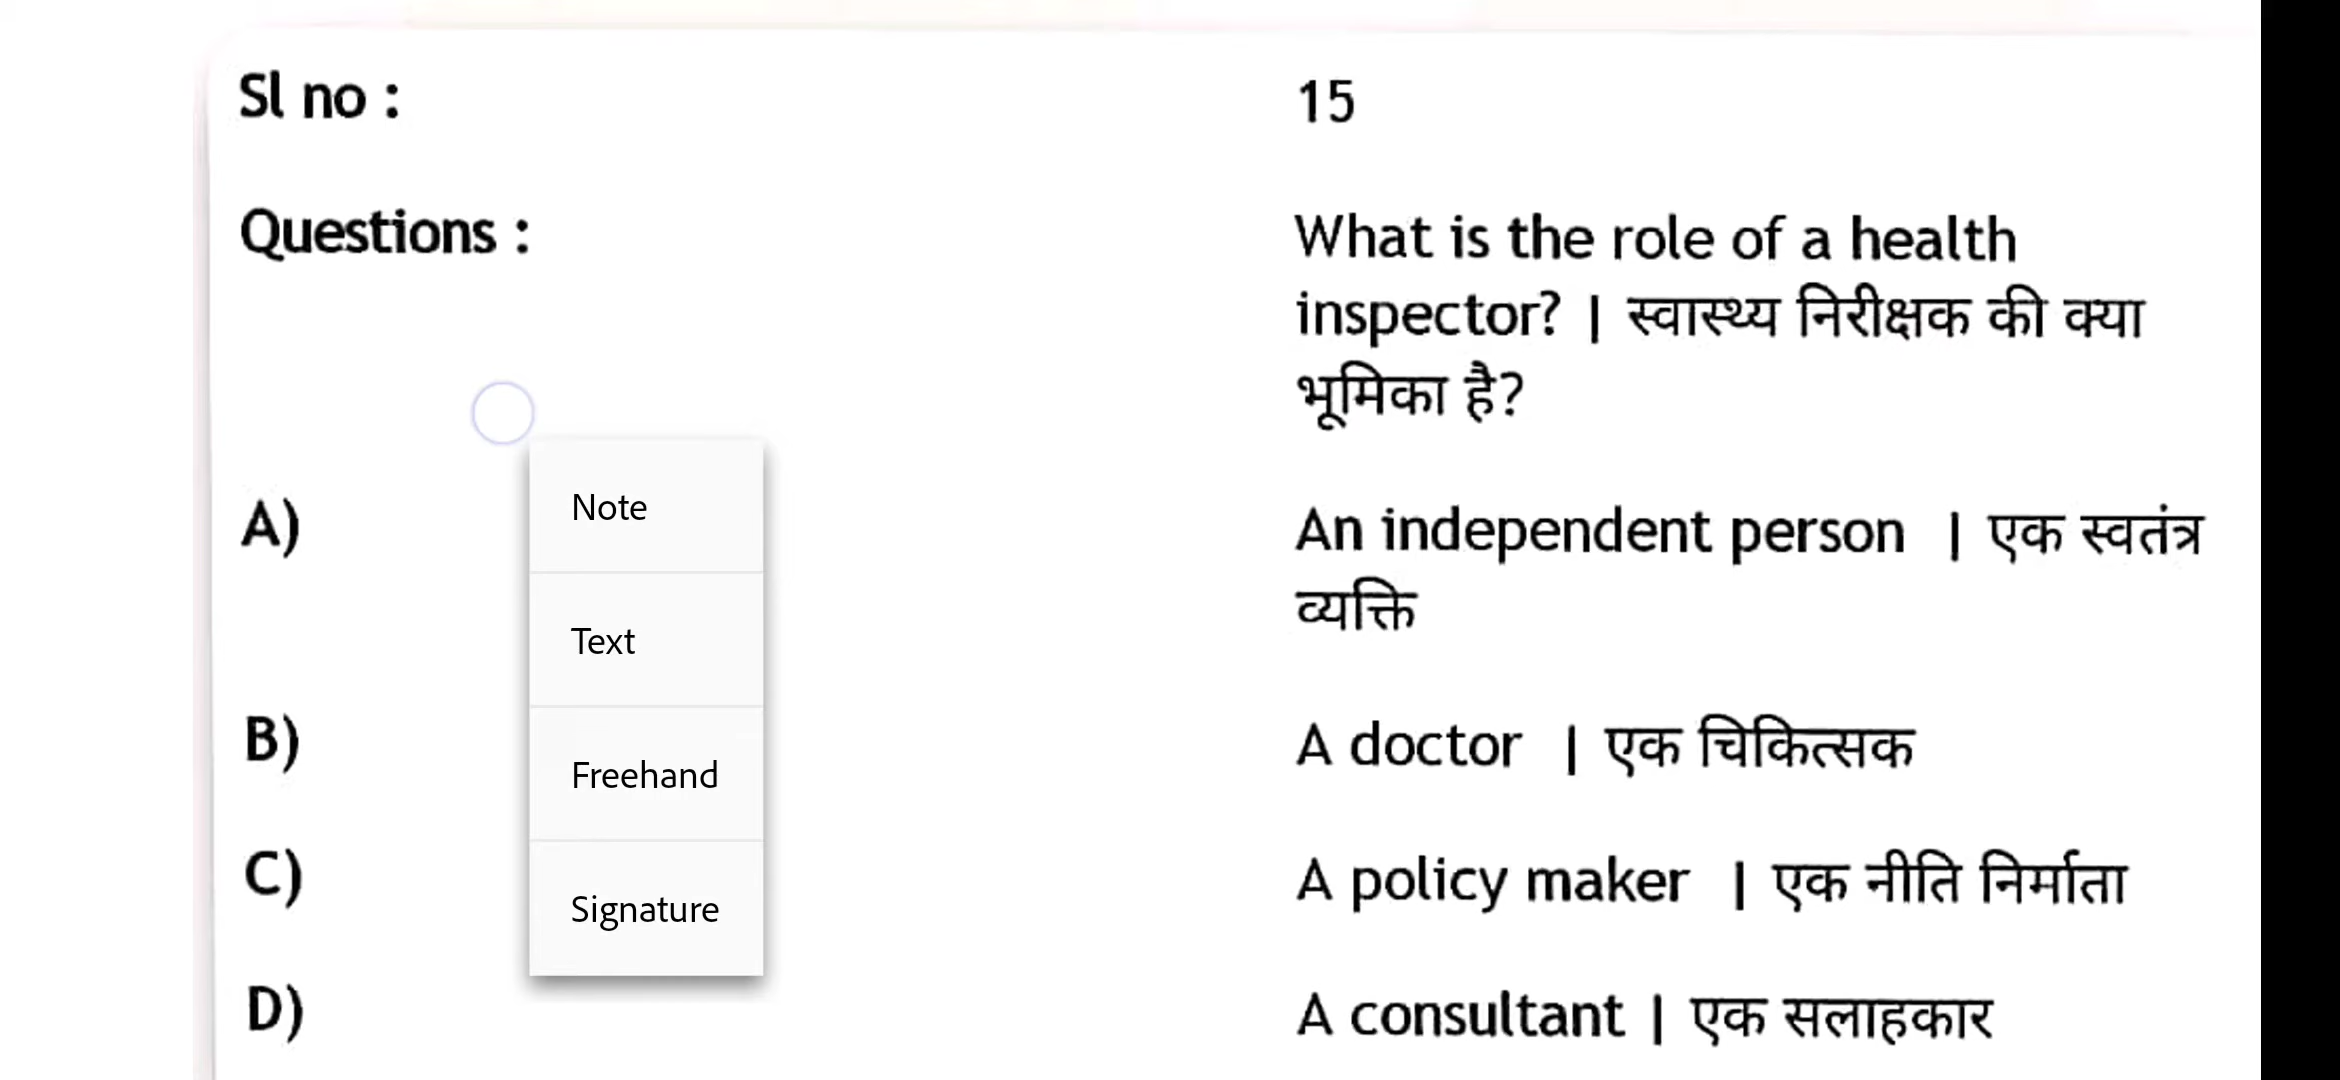 Sl no : 15
Questions : What is the role of a health
inspector? | स्वास्थ्य निरीक्षक की क्या
भूमिका है?
A) An independent person | एक स्वतंत्र
व्यक्ति
B) A doctor | एक चिकित्सक
C) A policy maker | एक नीति निर्माता
D) A consultant | एक सलाहकार
Note
Text
Freehand
Signature